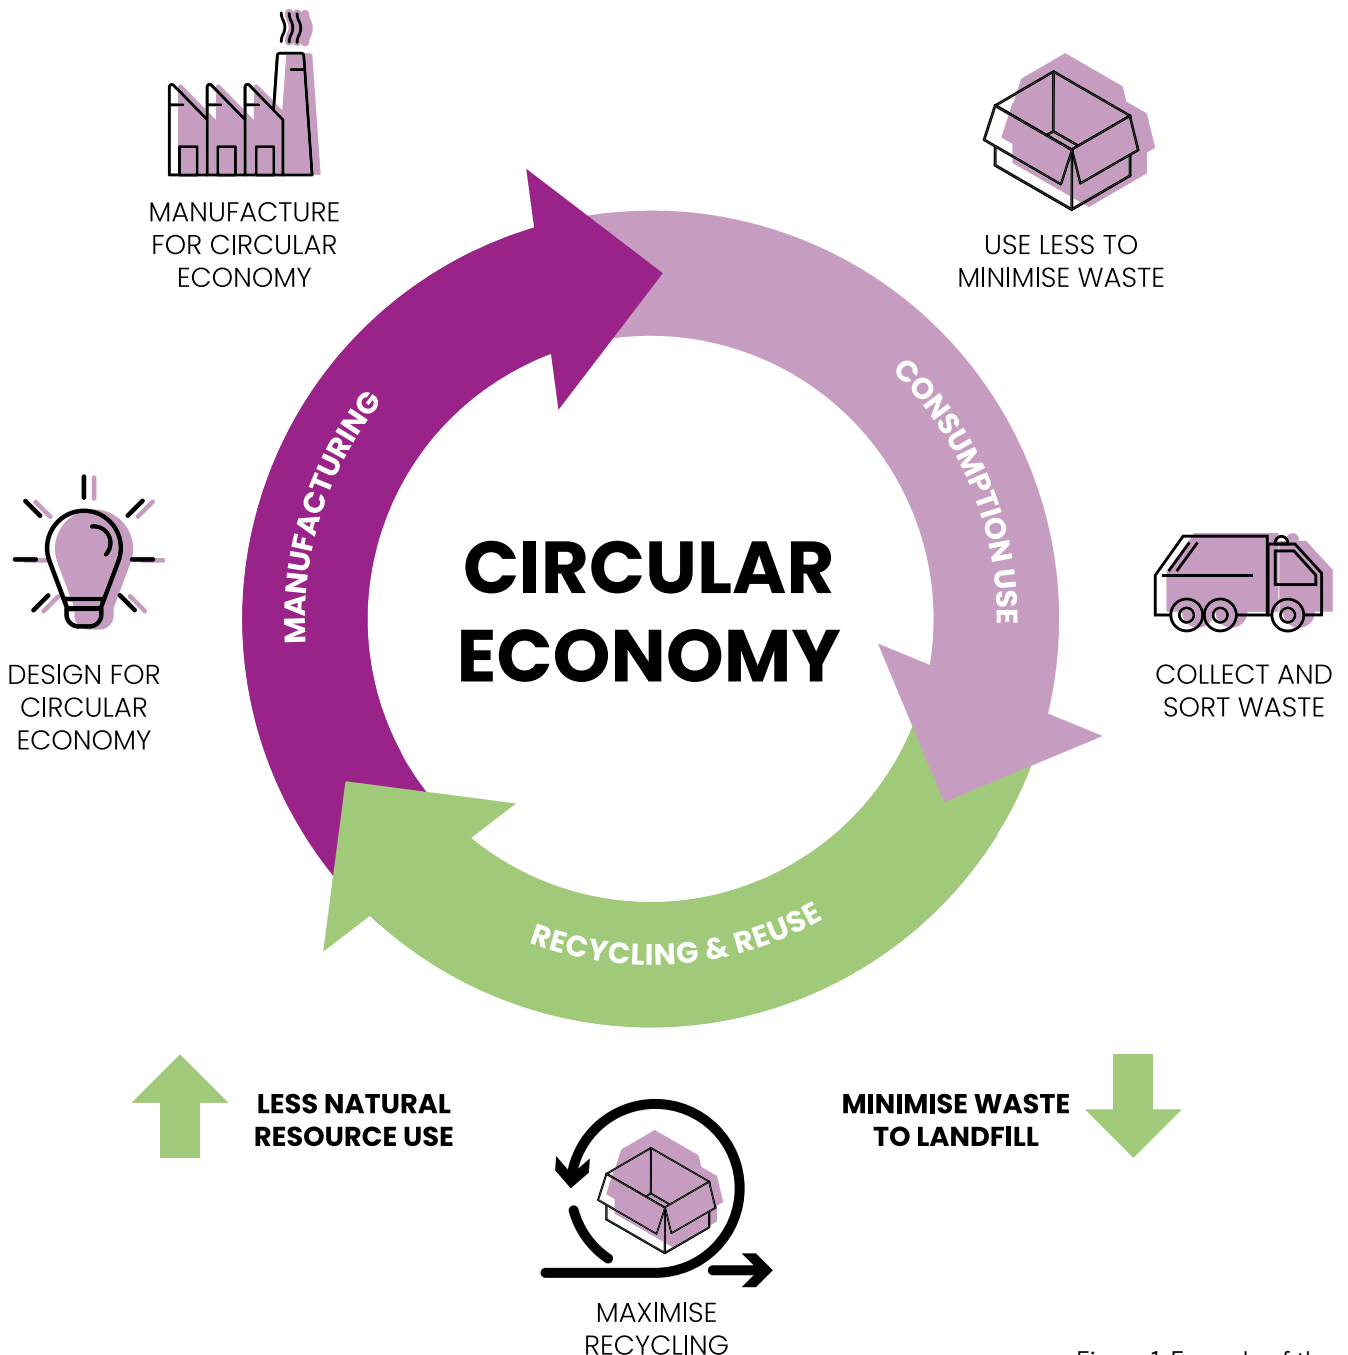 MANUFACTURE
FOR CIRCULAR
ECONOMY
USE LESS TO
MINIMISE WASTE
MANUFACTURING
CONSUMPTION USE
CIRCULAR
ECONOMY
DESIGN FOR
CIRCULAR
ECONOMY
COLLECT AND
SORT WASTE
RECYCLING & REUSE
LESS NATURAL
RESOURCE USE
MINIMISE WASTE
TO LANDFILL
MAXIMISE
RECYCLING